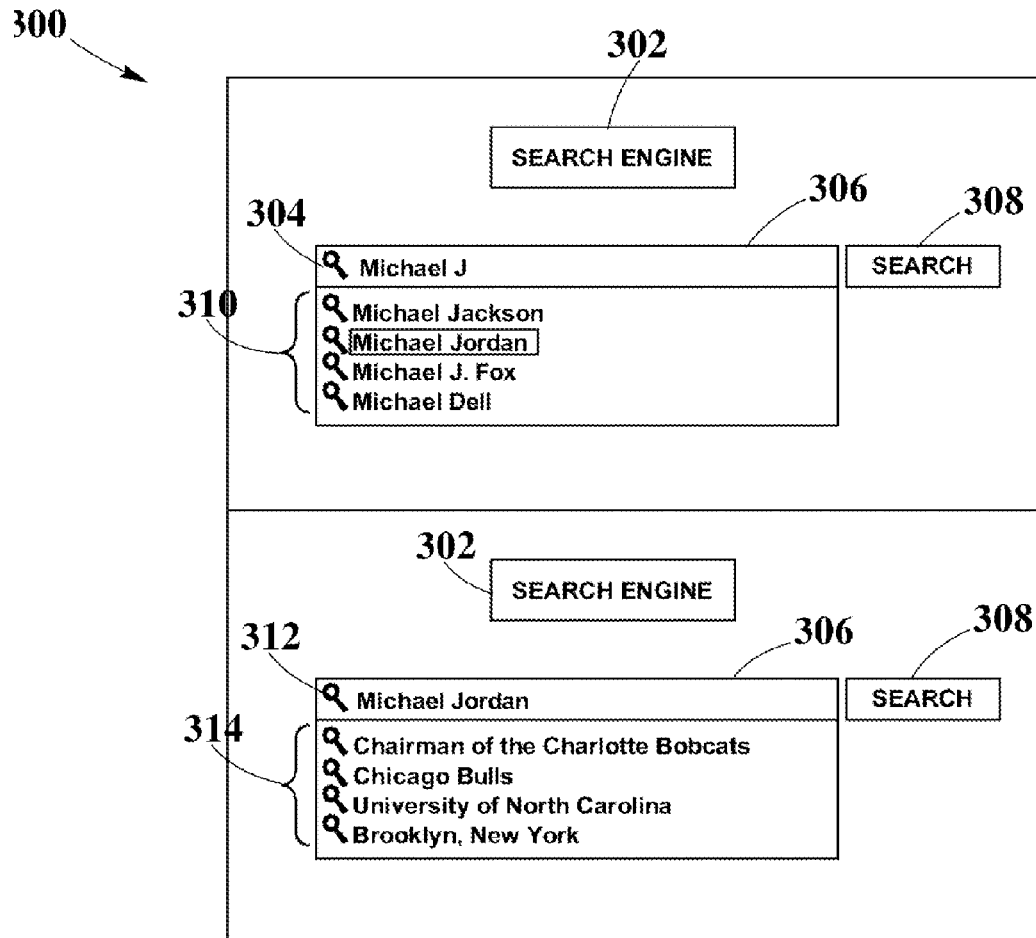 300
302
SEARCH ENGINE
304
306
308
Michael J
SEARCH
310
Michael Jackson
Michael Jordan
Michael J. Fox
Michael Dell
302
SEARCH ENGINE
312
306
308
Michael Jordan
SEARCH
314
Chairman of the Charlotte Bobcats
Chicago Bulls
University of North Carolina
Brooklyn, New York